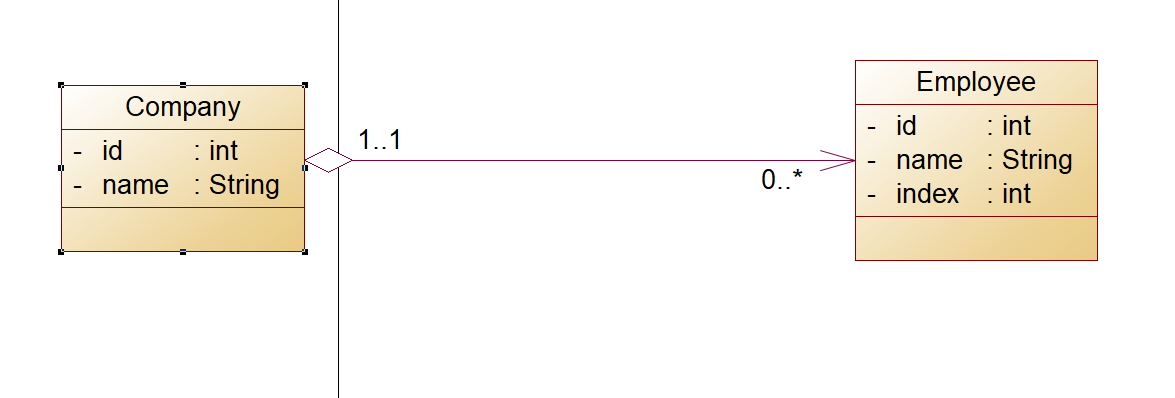 Company
- id : int
- name : String
1..1
0..*
Employee
- id : int
- name : String
- index : int